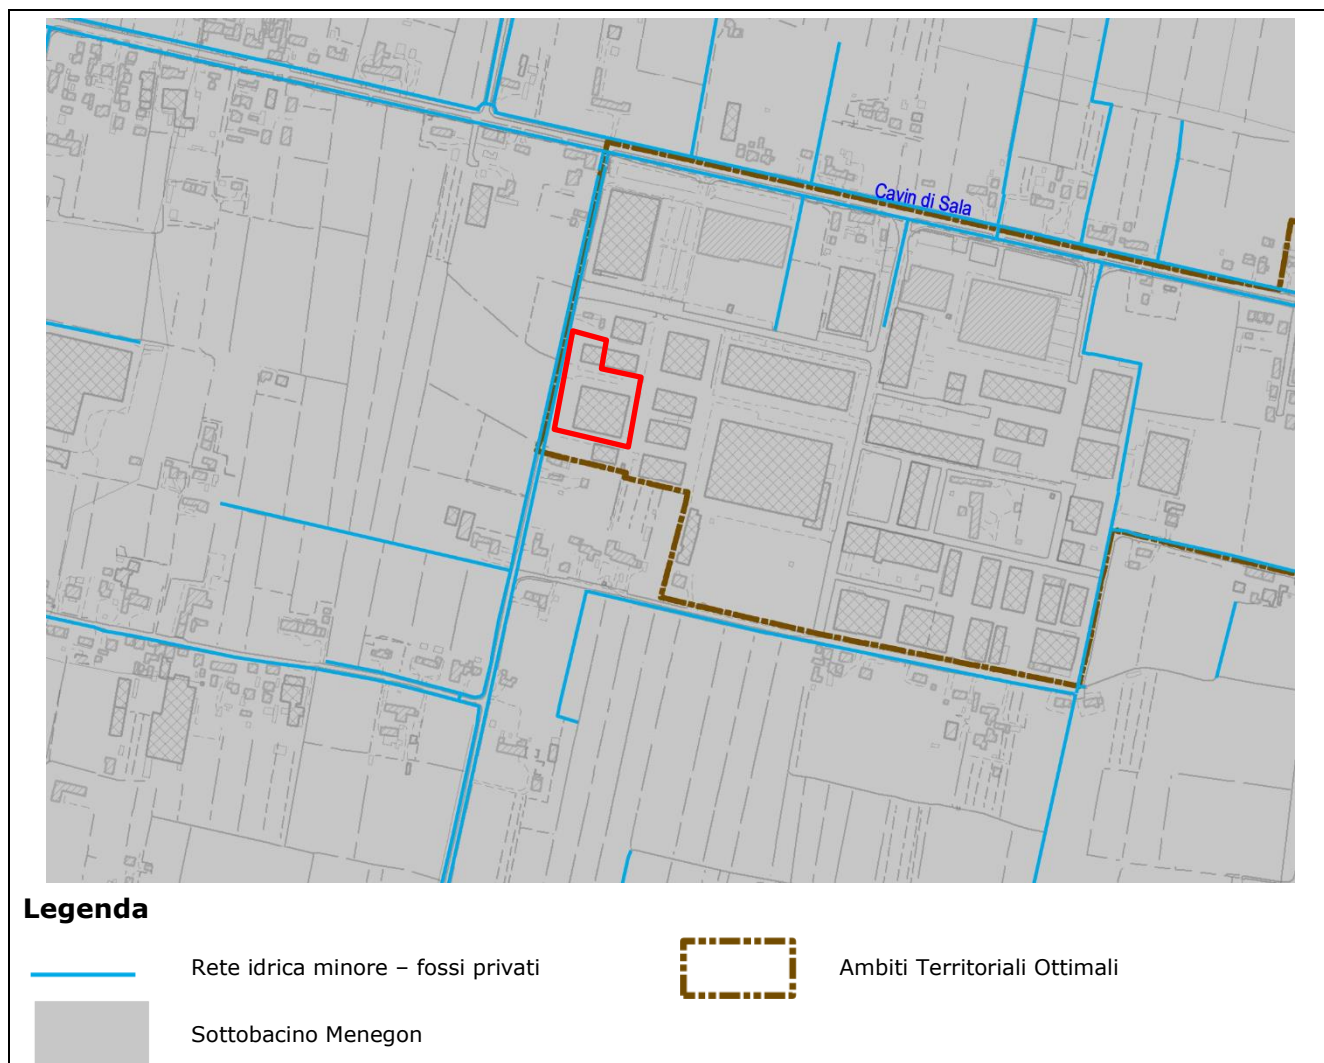 Cavin di Sala
Legenda
Rete idrica minore – fossi privati
Ambiti Territoriali Ottimali
Sottobacino Menegon